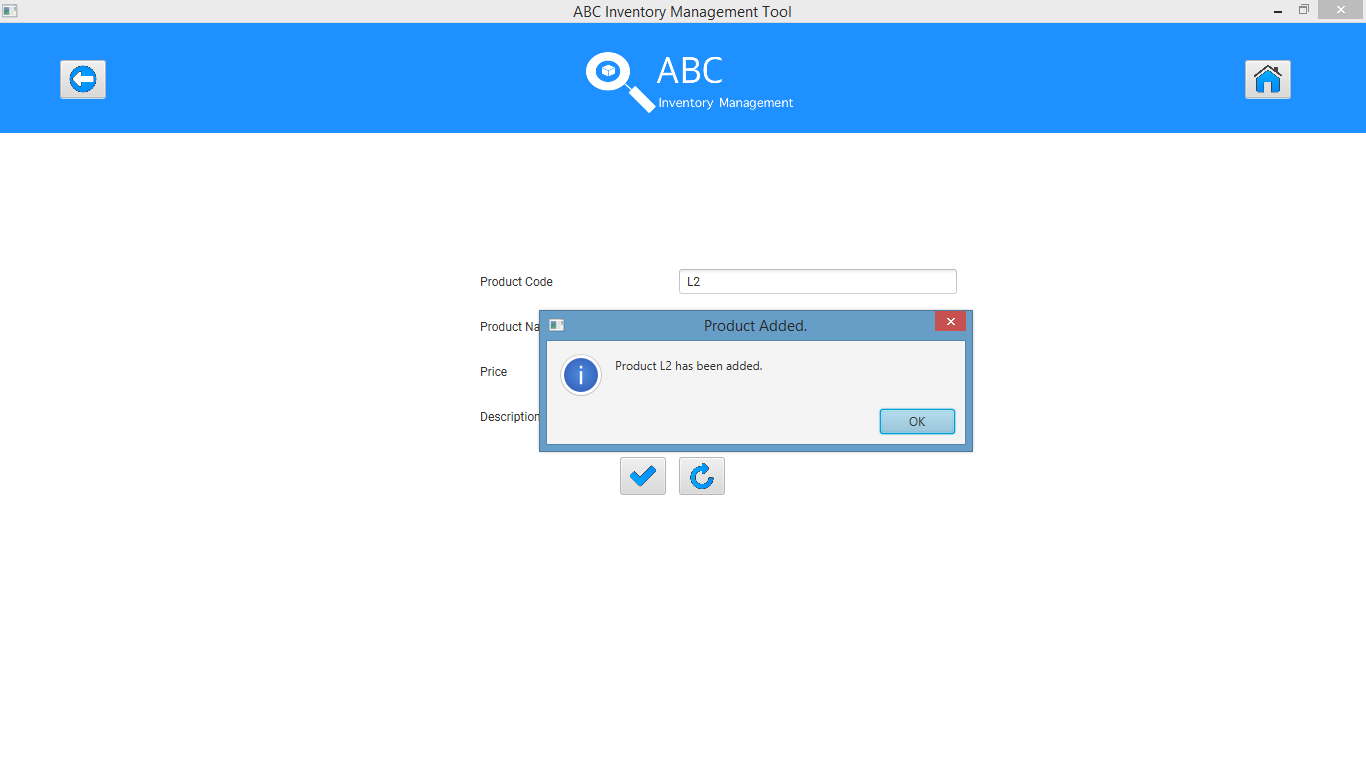 ABC Inventory Management Tool
ABC
Inventory Management
Product Code
L2
Product Na
Product Added.
Product L2 has been added.
Price
OK
Description